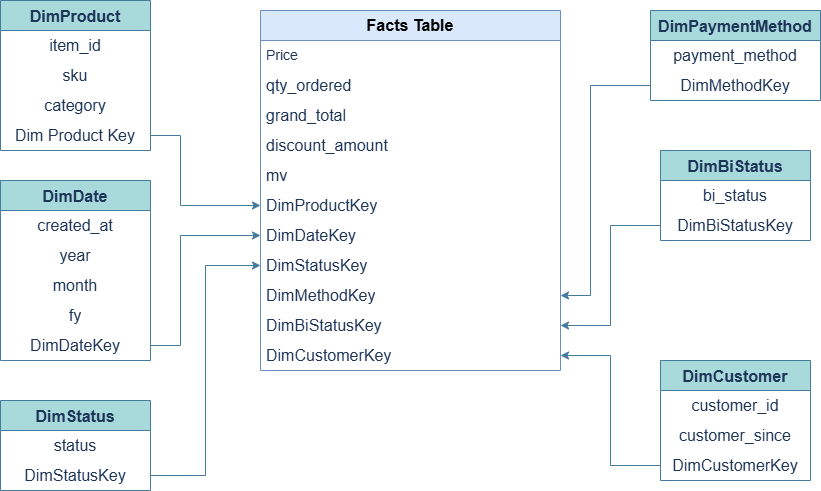 DimProduct
item_id
sku
category
Dim Product Key
DimDate
created_at
year
month
fy
DimDateKey
DimStatus
status
DimStatusKey
Facts Table
Price
qty_ordered
grand_total
discount_amount
mv
DimProductKey
DimDateKey
DimStatusKey
DimMethodKey
DimBiStatusKey
DimCustomerKey
DimPaymentMethod
payment_method
DimMethodKey
DimBiStatus
bi_status
DimBiStatusKey
DimCustomer
customer_id
customer_since
DimCustomerKey